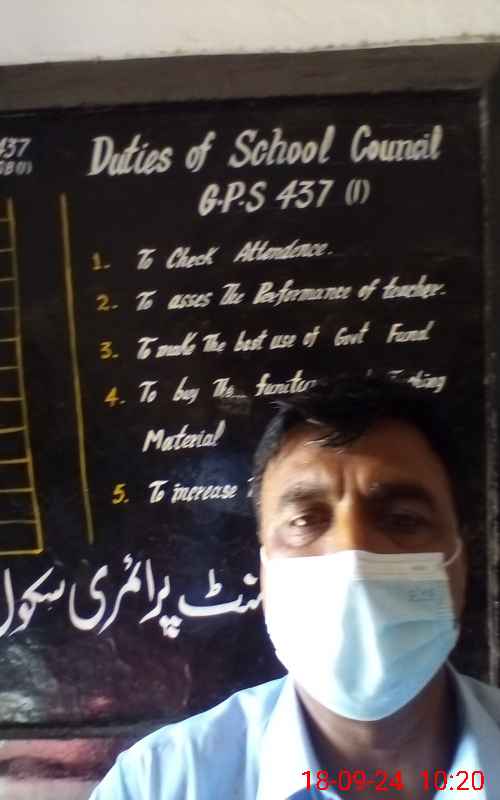 437
Duties of School Council
G.P.S 437 (1)
1. To Check Attendence.
2. To asses The Performance of teacher.
3. To make The best use of Govt Fund
4. To buy The
Material
5. To increase
پرائمری سکول
18-09-24 10:20